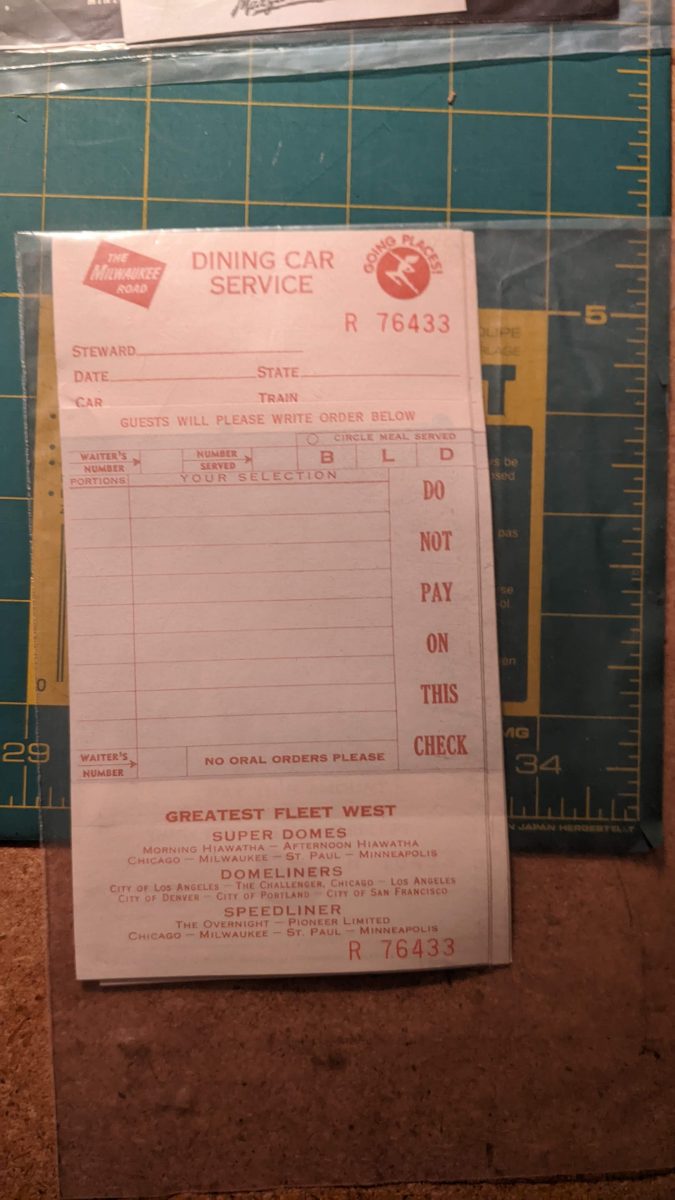 THE
MILWAUKEE
ROAD
DINING CAR
SERVICE
GOING PLACES!
R 76433
STEWARD
DATE STATE
CAR TRAIN
GUESTS WILL PLEASE WRITE ORDER BELOW
CIRCLE MEAL SERVED
WAITER'S
NUMBER
NUMBER
SERVED
B L D
PORTIONS YOUR SELECTION
DO
NOT
PAY
ON
THIS
CHECK
WAITER'S
NUMBER
NO ORAL ORDERS PLEASE
GREATEST FLEET WEST
SUPER DOMES
MORNING HIAWATHA — AFTERNOON HIAWATHA
CHICAGO — MILWAUKEE — ST. PAUL — MINNEAPOLIS
DOMELINERS
CITY OF LOS ANGELES — THE CHALLENGER, CHICAGO — LOS ANGELES
CITY OF DENVER — CITY OF PORTLAND — CITY OF SAN FRANCISCO
SPEEDLINER
THE OVERNIGHT — PIONEER LIMITED
CHICAGO — MILWAUKEE — ST. PAUL — MINNEAPOLIS
R 76433
5
29
34
0